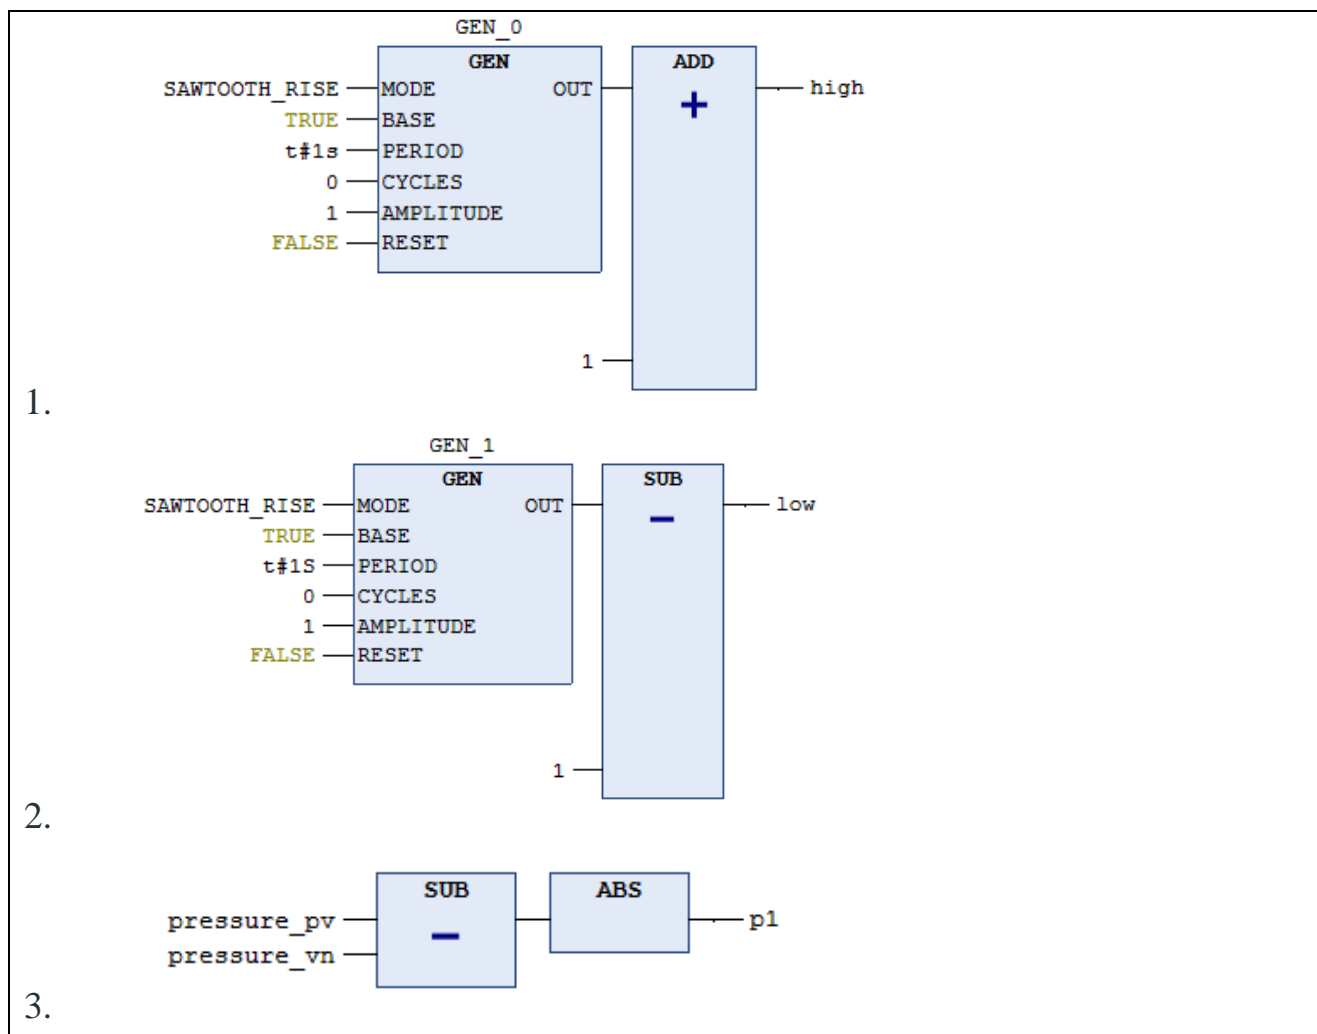 GEN_0
GEN ADD
SAWTOOTH_RISE MODE OUT + high
TRUE BASE
t#1s PERIOD
0 CYCLES
1 AMPLITUDE
FALSE RESET
1
1.
GEN_1
GEN SUB
SAWTOOTH_RISE MODE OUT - low
TRUE BASE
t#1S PERIOD
0 CYCLES
1 AMPLITUDE
FALSE RESET
1
2.
SUB ABS
pressure_pv - p1
pressure_vn
3.